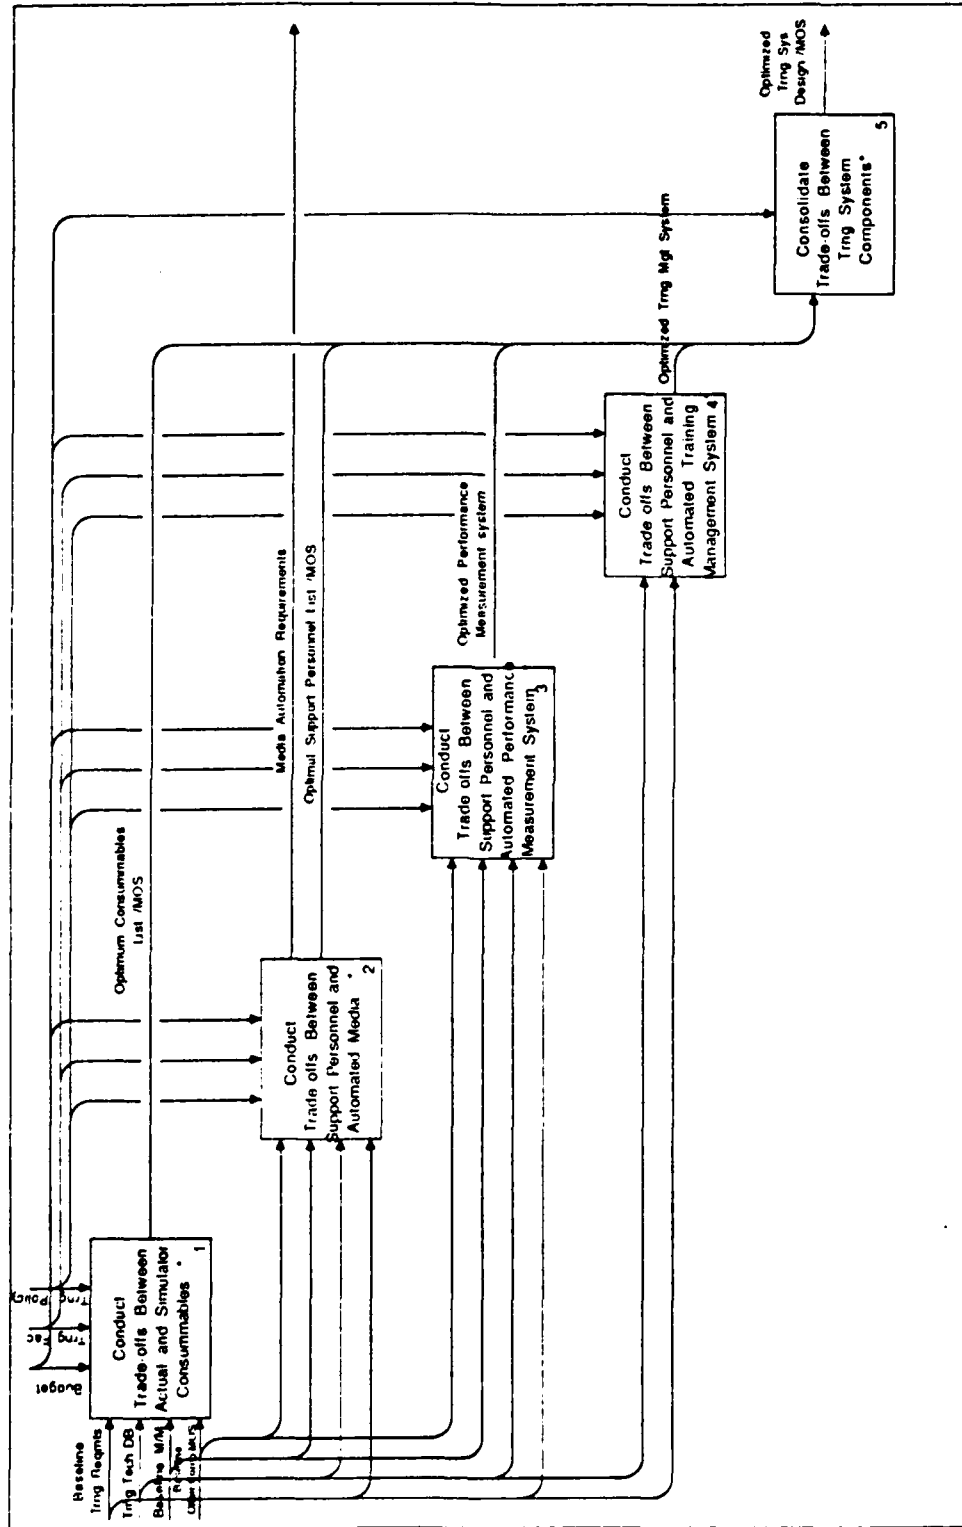 Budget
Trng
Fac
Trng
Policy
Baseline
Trng Reqmts
Trng Tech DB
Baseline M/M
Conduct
Trade-offs Between
Actual and Simulator
Consummables *
1
Optimum Consummables
List /MOS
Conduct
Trade offs Between
Support Personnel and
Automated Media *
2
Media Automation Requirements
Optimal Support Personnel List /MOS
Conduct
Trade offs Between
Support Personnel and
Automated Performance
Measurement System
3
Optimized Performance
Measurement system
Conduct
Trade offs Between
Support Personnel and
Automated Training
Management System 4
Optimized Trng Mgt System
Consolidate
Trade-offs Between
Trng System
Components*
5
Optimized
Trng Sys
Design /MOS